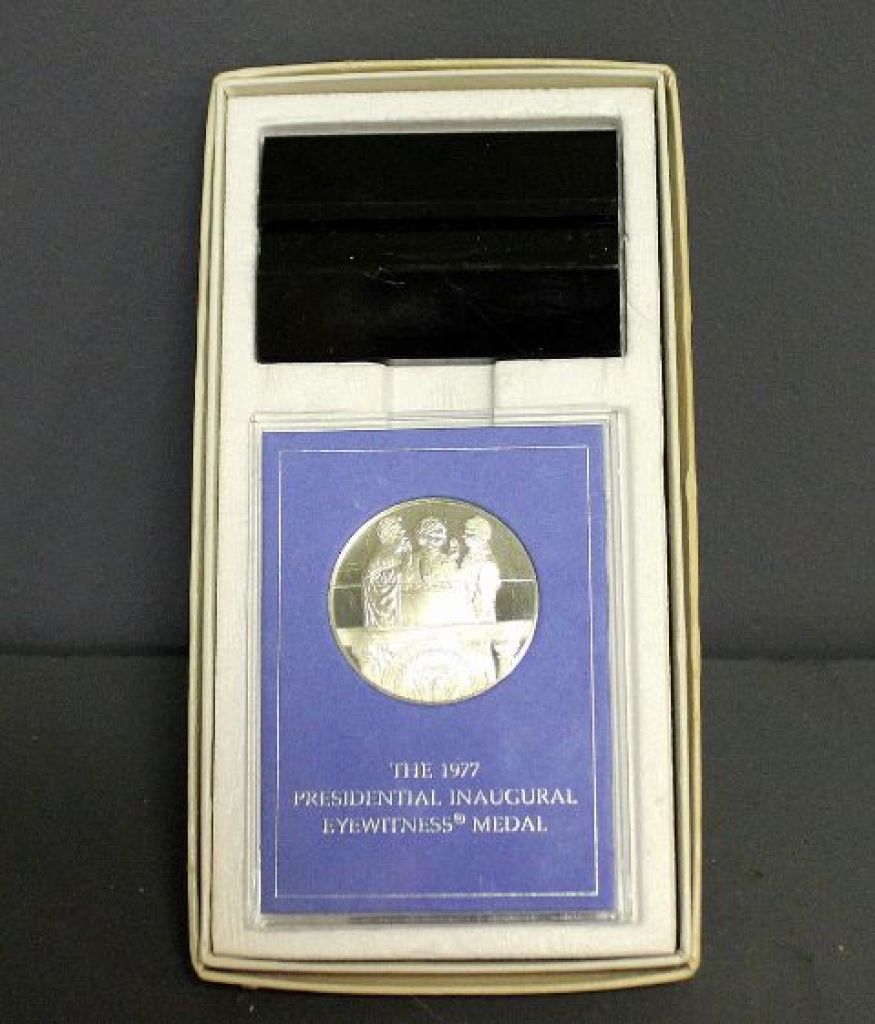 THE 1977
PRESIDENTIAL INAUGURAL
EYEWITNESS® MEDAL